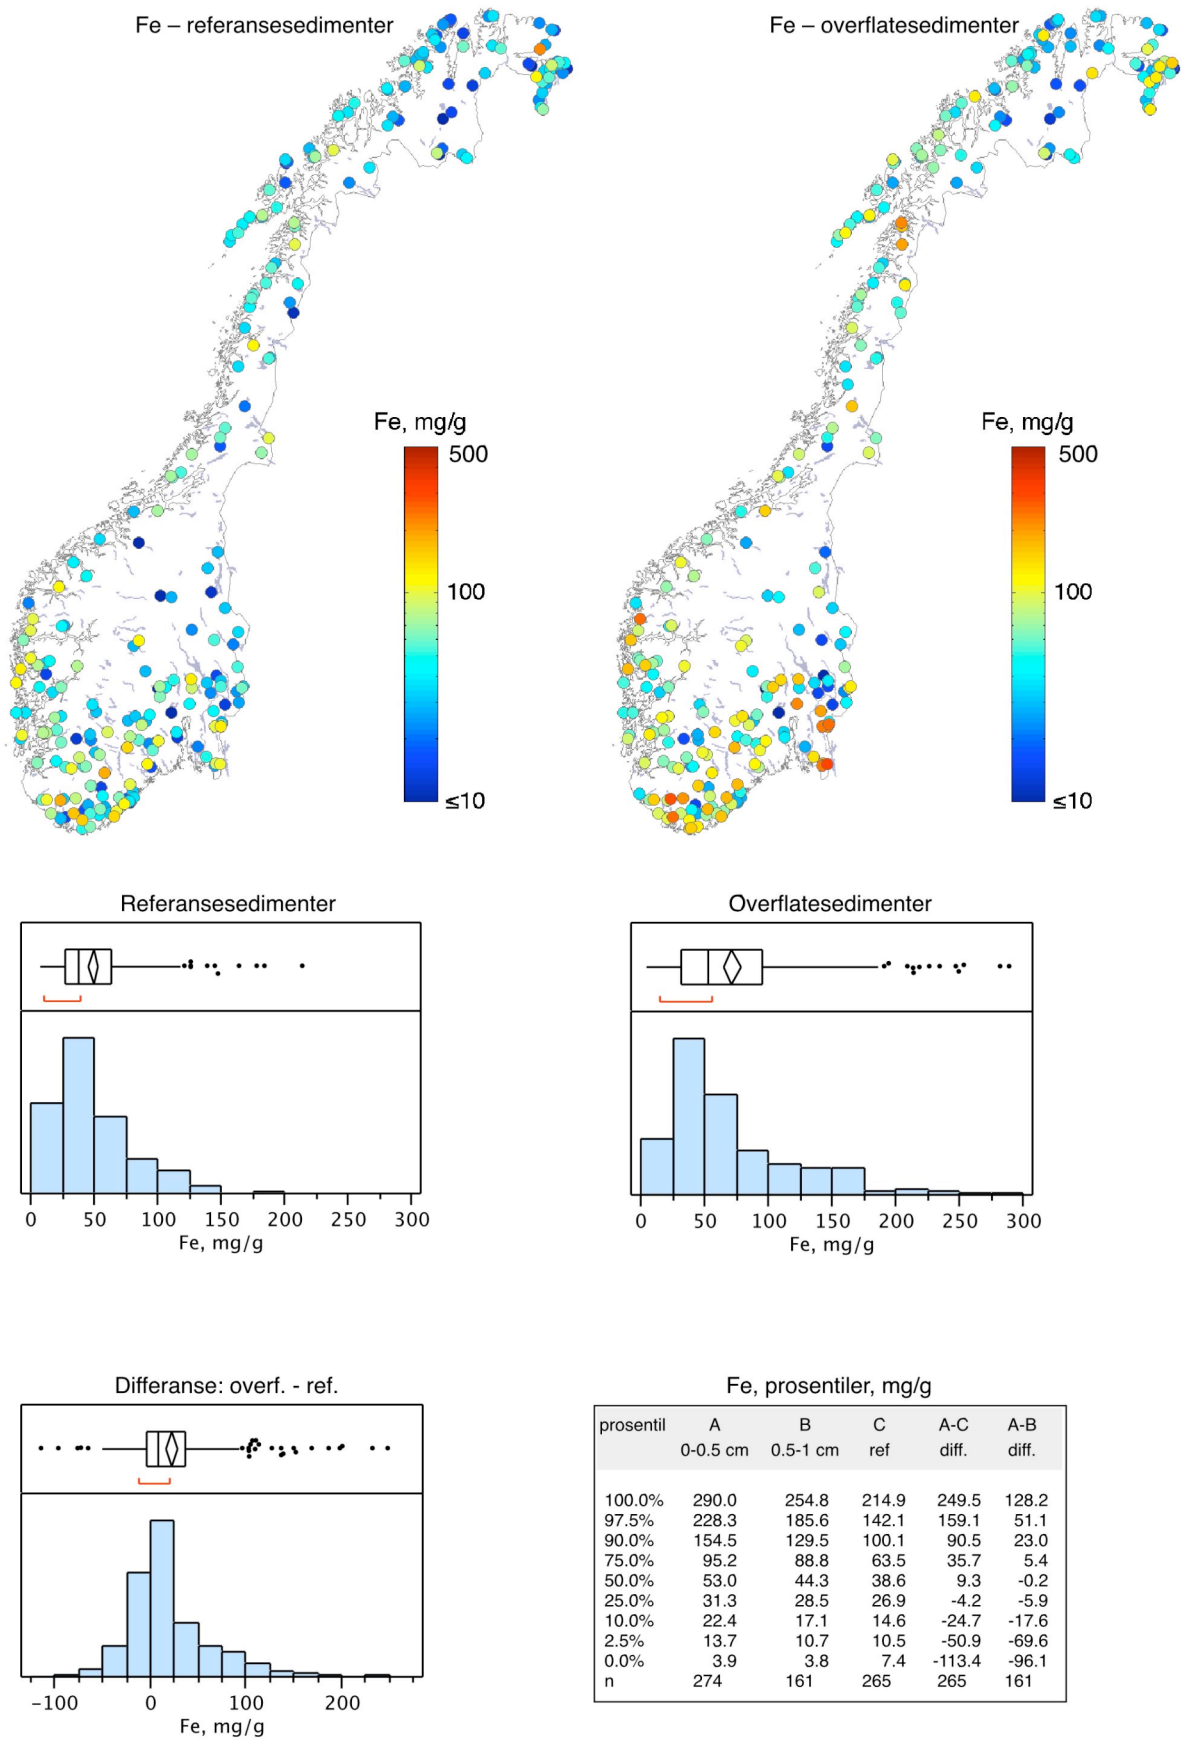 Fe – referansesedimenter
Fe – overflatesedimenter
Fe, mg/g
500
100
≤10
Fe, mg/g
500
100
≤10
Referansesedimenter
0 50 100 150 200 250 300
Fe, mg/g
Overflatesedimenter
0 50 100 150 200 250 300
Fe, mg/g
Differanse: overf. - ref.
−100 0 100 200
Fe, mg/g
Fe, prosentiler, mg/g
prosentil A B C A-C A-B
0-0.5 cm 0.5-1 cm ref diff. diff.
100.0% 290.0 254.8 214.9 249.5 128.2
97.5% 228.3 185.6 142.1 159.1 51.1
90.0% 154.5 129.5 100.1 90.5 23.0
75.0% 95.2 88.8 63.5 35.7 5.4
50.0% 53.0 44.3 38.6 9.3 -0.2
25.0% 31.3 28.5 26.9 -4.2 -5.9
10.0% 22.4 17.1 14.6 -24.7 -17.6
2.5% 13.7 10.7 10.5 -50.9 -69.6
0.0% 3.9 3.8 7.4 -113.4 -96.1
n 274 161 265 265 161